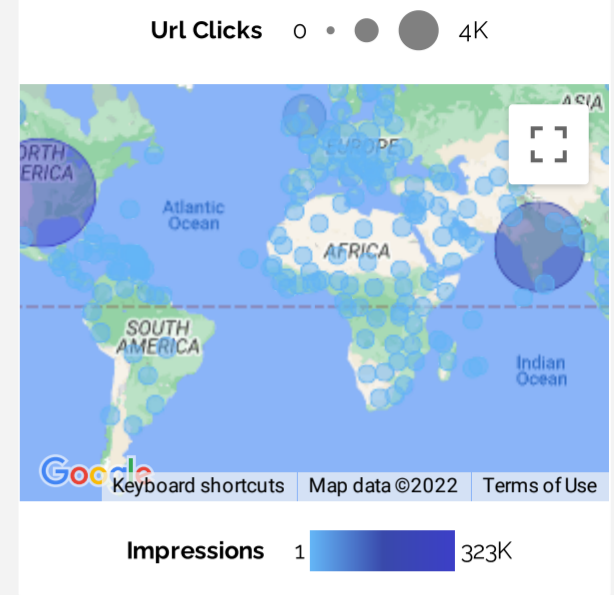 Url Clicks 0 4K
ASIA
ORTH
ERICA
EUROPE
Atlantic
Ocean
AFRICA
SOUTH
AMERICA
Indian
Ocean
Google
Keyboard shortcuts Map data ©2022 Terms of Use
Impressions 1 323K